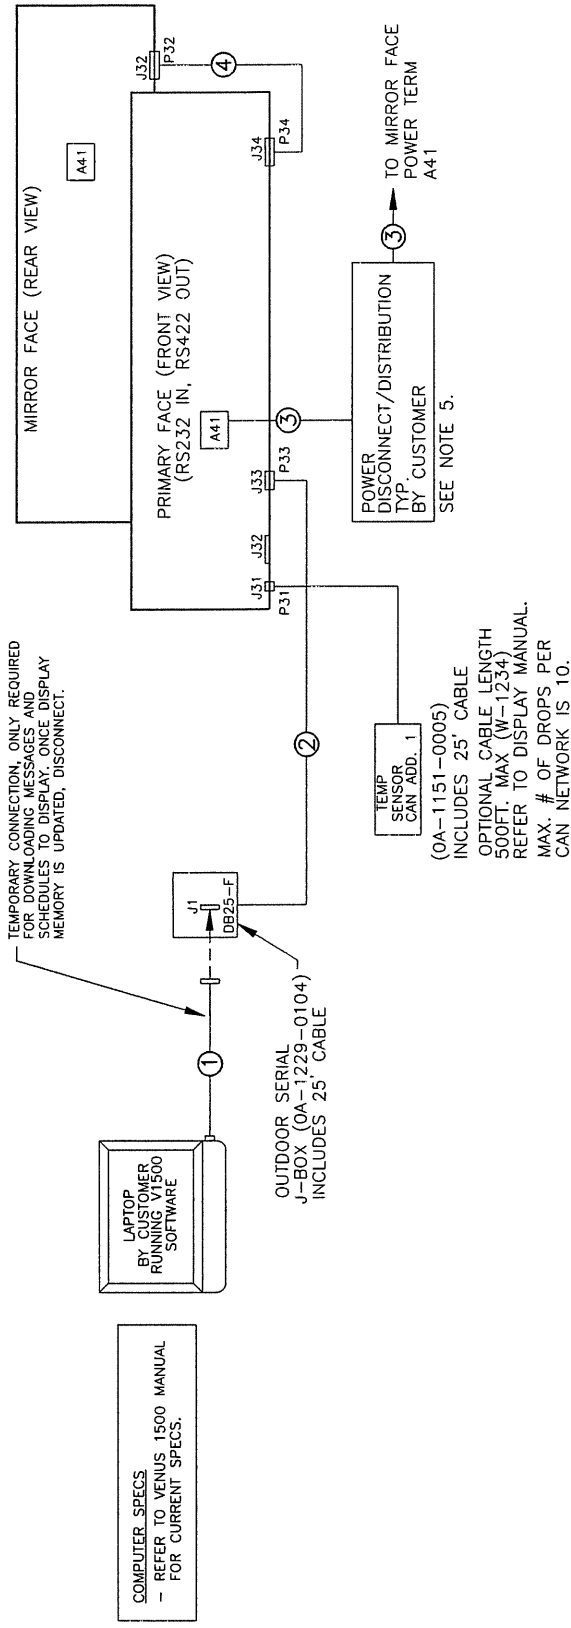 COMPUTER SPECS
- REFER TO VENUS 1500 MANUAL
FOR CURRENT SPECS.
LAPTOP
BY CUSTOMER
RUNNING V1500
SOFTWARE
1
TEMPORARY CONNECTION, ONLY REQUIRED
FOR DOWNLOADING MESSAGES AND
SCHEDULES TO DISPLAY. ONCE DISPLAY
MEMORY IS UPDATED, DISCONNECT.
J1
DB25-F
OUTDOOR SERIAL
J-BOX (0A-1229-0104)
INCLUDES 25' CABLE
2
TEMP
SENSOR
CAN ADD. 1
(0A-1151-0005)
INCLUDES 25' CABLE
OPTIONAL CABLE LENGTH
500FT. MAX (W-1234)
REFER TO DISPLAY MANUAL.
MAX. # OF DROPS PER
CAN NETWORK IS 10.
MIRROR FACE (REAR VIEW)
A41
J32
P32
4
PRIMARY FACE (FRONT VIEW)
(RS232 IN, RS422 OUT)
A41
J31
P31
J32
J33
P33
J34
P34
3
POWER
DISCONNECT/DISTRIBUTION
TYP.
BY CUSTOMER
SEE NOTE 5.
3
TO MIRROR FACE
POWER TERM
A41